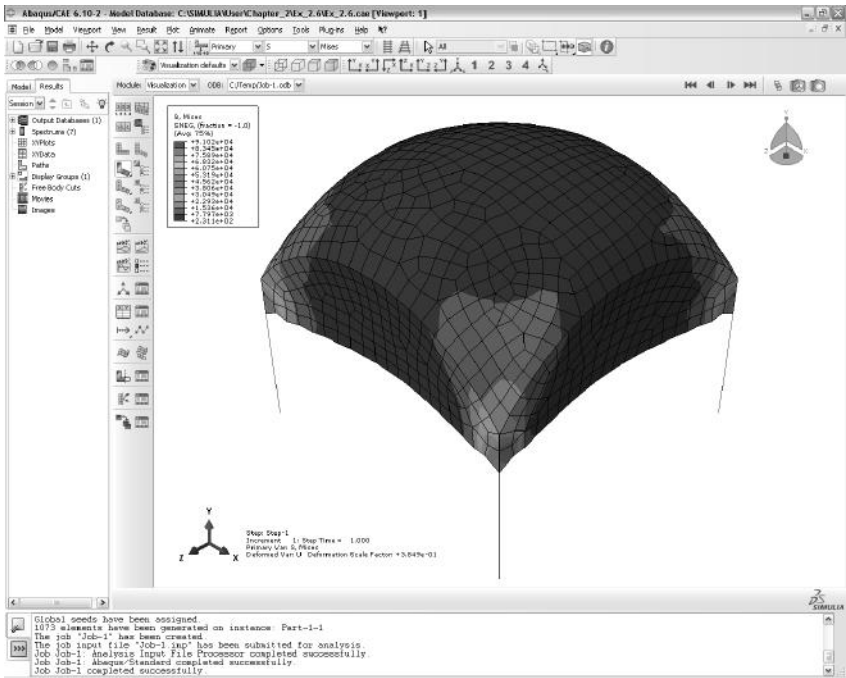 Abaqus/CAE 6.10-2 - Model Database: C:\SIMULIA\User\Chapter_2\Ex_2.6\Ex_2.6.cae [Viewport: 1]
File Model Viewport View Result Plot Animate Report Options Tools Plug-ins Help
Primary S Mises All
Visualization defaults 1 2 3 4
Model Results Module: Visualization ODB: C:/Temp/Job-1.odb
Session
Output Databases (1)
Spectrums (7)
XYPlots
XYData
Paths
Display Groups (1)
Free Body Cuts
Movies
Images
S, Mises
SNEG, (fraction = -1.0)
(Avg: 75%)
+9.102e+04
+8.345e+04
+7.589e+04
+6.832e+04
+6.075e+04
+5.319e+04
+4.562e+04
+3.806e+04
+3.049e+04
+2.293e+04
+1.536e+04
+7.797e+03
+2.311e+02
Y
Z
X
Step: Step-1
Increment 1: Step Time = 1.000
Primary Var: S, Mises
Deformed Var: U Deformation Scale Factor: +3.849e-01
SIMULIA
Global seeds have been assigned.
1073 elements have been generated on instance: Part-1-1
The job "Job-1" has been created.
The job input file "Job-1.inp" has been submitted for analysis.
Job Job-1: Analysis Input File Processor completed successfully.
Job Job-1: Abaqus/Standard completed successfully.
Job Job-1 completed successfully.